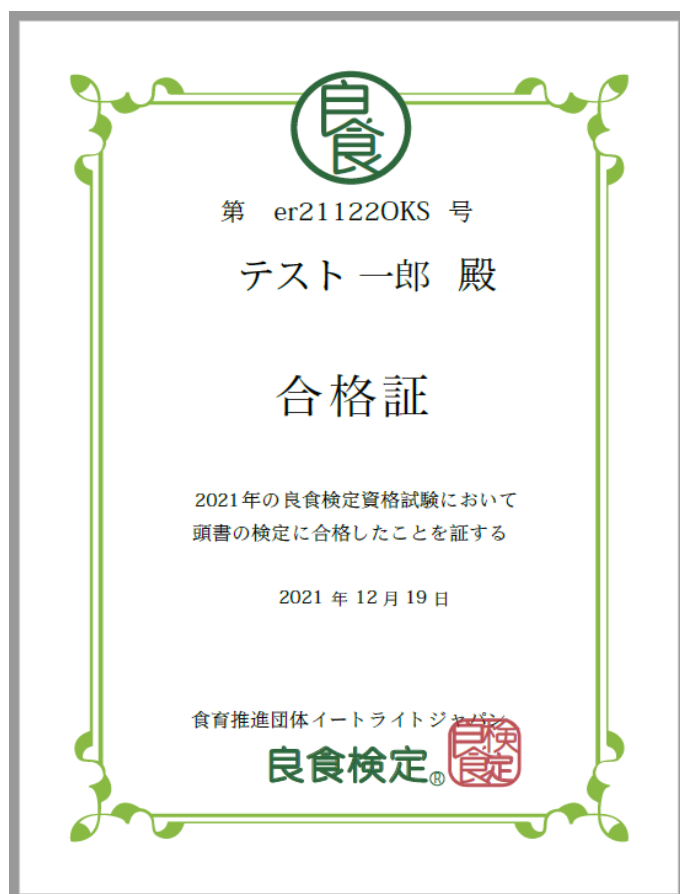 良食
第 er21122OKS 号
テスト 一郎 殿
合格証
2021年の良食検定資格試験において
頭書の検定に合格したことを証する
2021 年 12 月 19 日
食育推進団体イートライトジャパン
良食検定®
良食検定